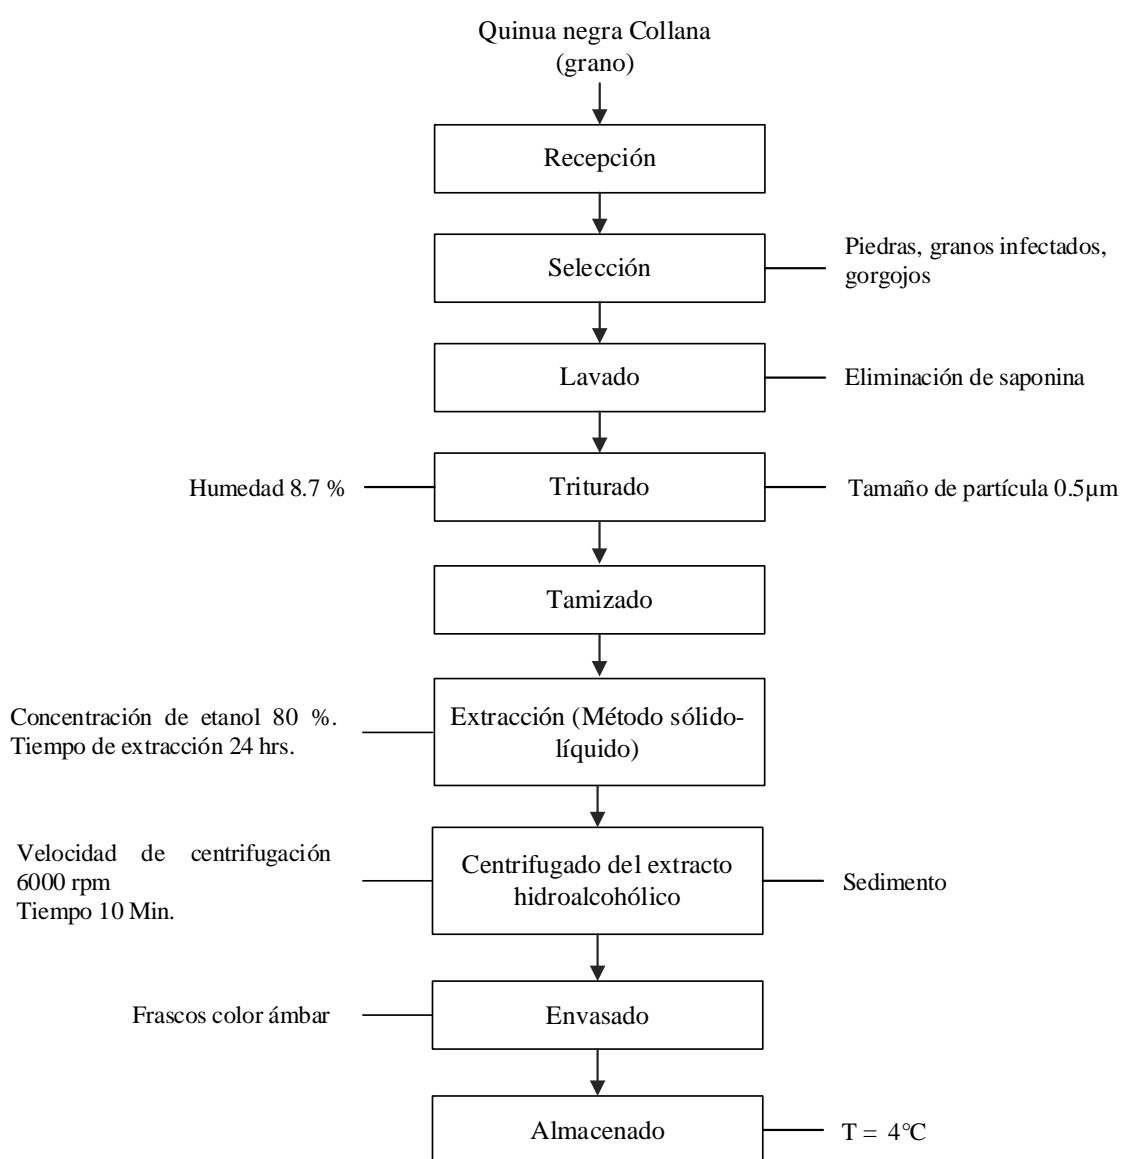 Quinua negra Collana
(grano)
Recepción
Selección
Piedras, granos infectados,
gorgojos
Lavado
Eliminación de saponina
Humedad 8.7 %
Triturado
Tamaño de partícula 0.5µm
Tamizado
Concentración de etanol 80 %.
Tiempo de extracción 24 hrs.
Extracción (Método sólido-
líquido)
Velocidad de centrifugación
6000 rpm
Tiempo 10 Min.
Centrifugado del extracto
hidroalcohólico
Sedimento
Frascos color ámbar
Envasado
Almacenado
T = 4°C